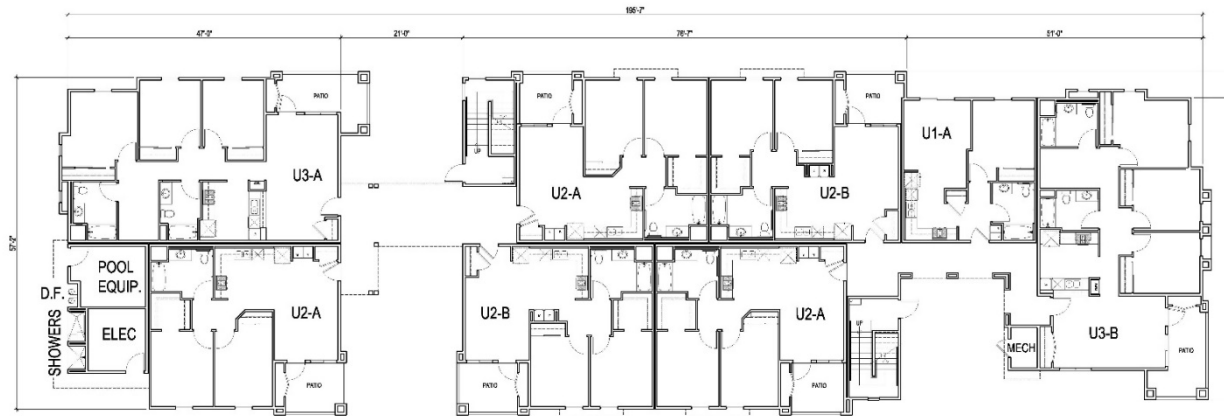 195'-7"
47'-0"
21'-0"
76'-7"
51'-0"
57'-2"
PATIO
PATIO
PATIO
UP
U3-A
U2-A
U2-B
U1-A
POOL
EQUIP.
D.F.
SHOWERS
ELEC
U2-A
U2-B
U2-A
UP
MECH
U3-B
PATIO
PATIO
PATIO
PATIO